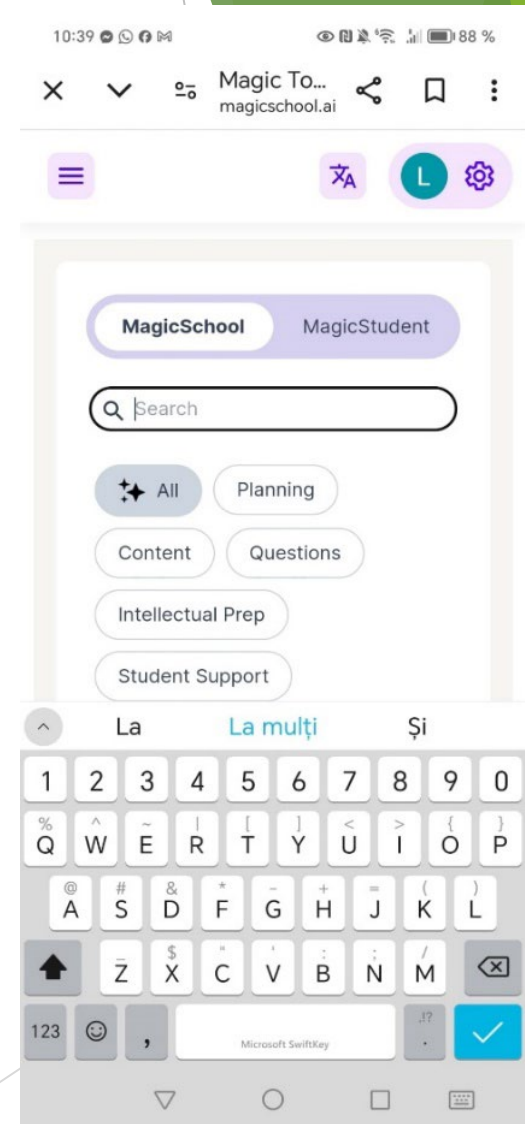 10:39 88 %
Magic To...
magicschool.ai
L
MagicSchool MagicStudent
Search
All Planning
Content Questions
Intellectual Prep
Student Support
La La mulți Și
1 2 3 4 5 6 7 8 9 0
% ^ ~ | [ ] < > { }
Q W E R T Y U I O P
@ # & * - + = ( )
A S D F G H J K L
_ $ " ' : ; /
Z X C V B N M
123 , .!? .
Microsoft SwiftKey